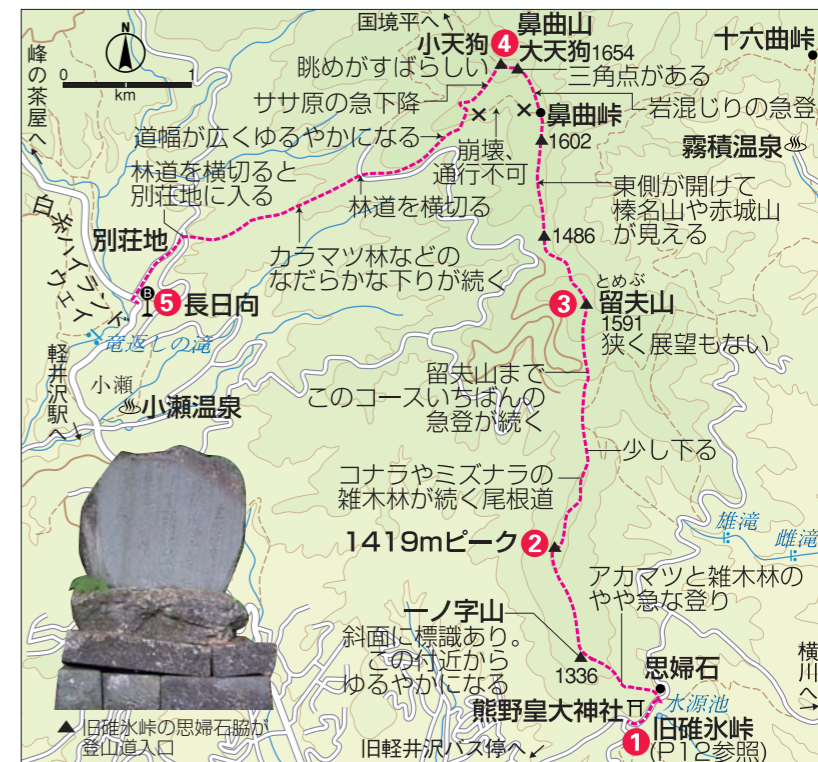 国境平へ
鼻曲山
小天狗
4
大天狗1654
十六曲峠
N
0 1
km
峰の茶屋へ
眺めがすばらしい
三角点がある
ササ原の急下降
鼻曲峠
岩混じりの急登
道幅が広くゆるやかになる
崩壊、
通行不可
1602
霧積温泉
林道を横切ると
別荘地に入る
林道を横切る
東側が開けて
榛名山や赤城山
が見える
白糸ハイランドウェイ
別荘地
カラマツ林などの
なだらかな下りが続く
1486
B
5
長日向
3
とめぶ
留夫山
1591
狭く展望もない
竜返しの滝
軽井沢駅へ
小瀬
小瀬温泉
留夫山まで
このコースいちばんの
急登が続く
少し下る
コナラやミズナラの
雑木林が続く尾根道
雄滝
雌滝
1419mピーク
2
アカマツと雑木林の
やや急な登り
一ノ字山
斜面に標識あり。
この付近から
ゆるやかになる
1336
思婦石
横川へ
水源池
熊野皇大神社
1
旧碓氷峠
(P12参照)
旧軽井沢バス停へ
▲ 旧碓氷峠の思婦石脇が
登山道入口